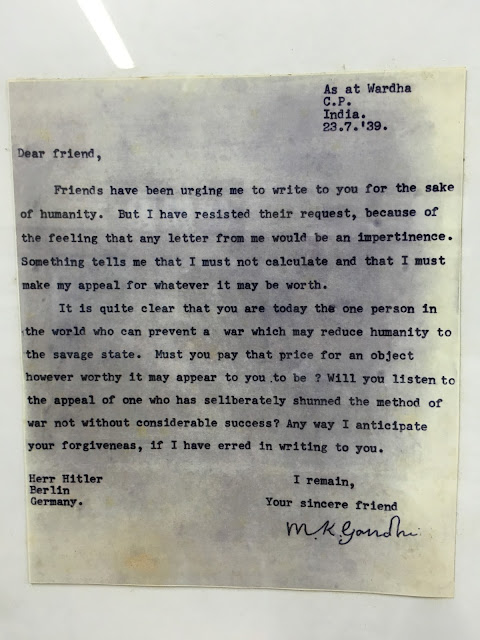 As at Wardha
C.P.
India.
23.7.'39.
Dear friend,
Friends have been urging me to write to you for the sake
of humanity. But I have resisted their request, because of
the feeling that any letter from me would be an impertinence.
Something tells me that I must not calculate and that I must
make my appeal for whatever it may be worth.
It is quite clear that you are today the one person in
the world who can prevent a war which may reduce humanity to
the savage state. Must you pay that price for an object
however worthy it may appear to you to be ? Will you listen to
the appeal of one who has seliberately shunned the method of
war not without considerable success? Any way I anticipate
your forgiveneas, if I have erred in writing to you.
Herr Hitler
Berlin
Germany.
I remain,
Your sincere friend
M.K.Gandhi